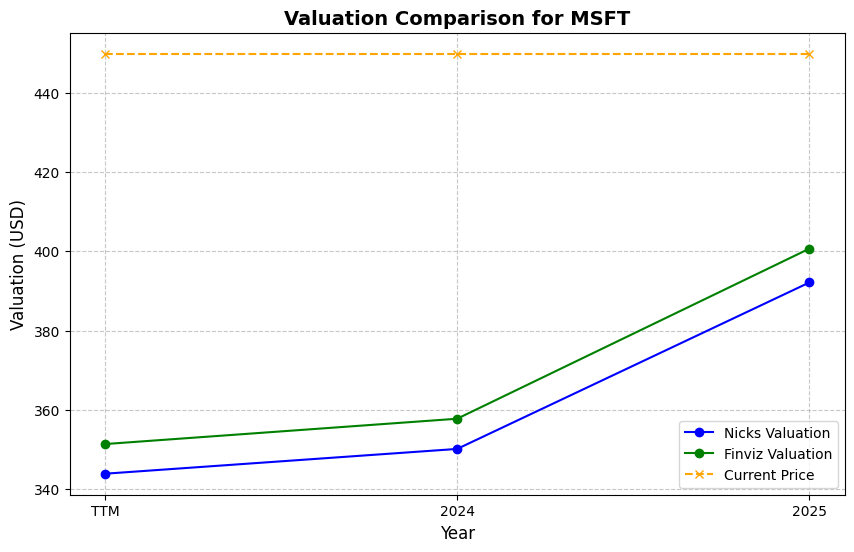 Valuation Comparison for MSFT
Valuation (USD)
440
420
400
380
360
340
TTM
2024
2025
Year
Nicks Valuation
Finviz Valuation
Current Price